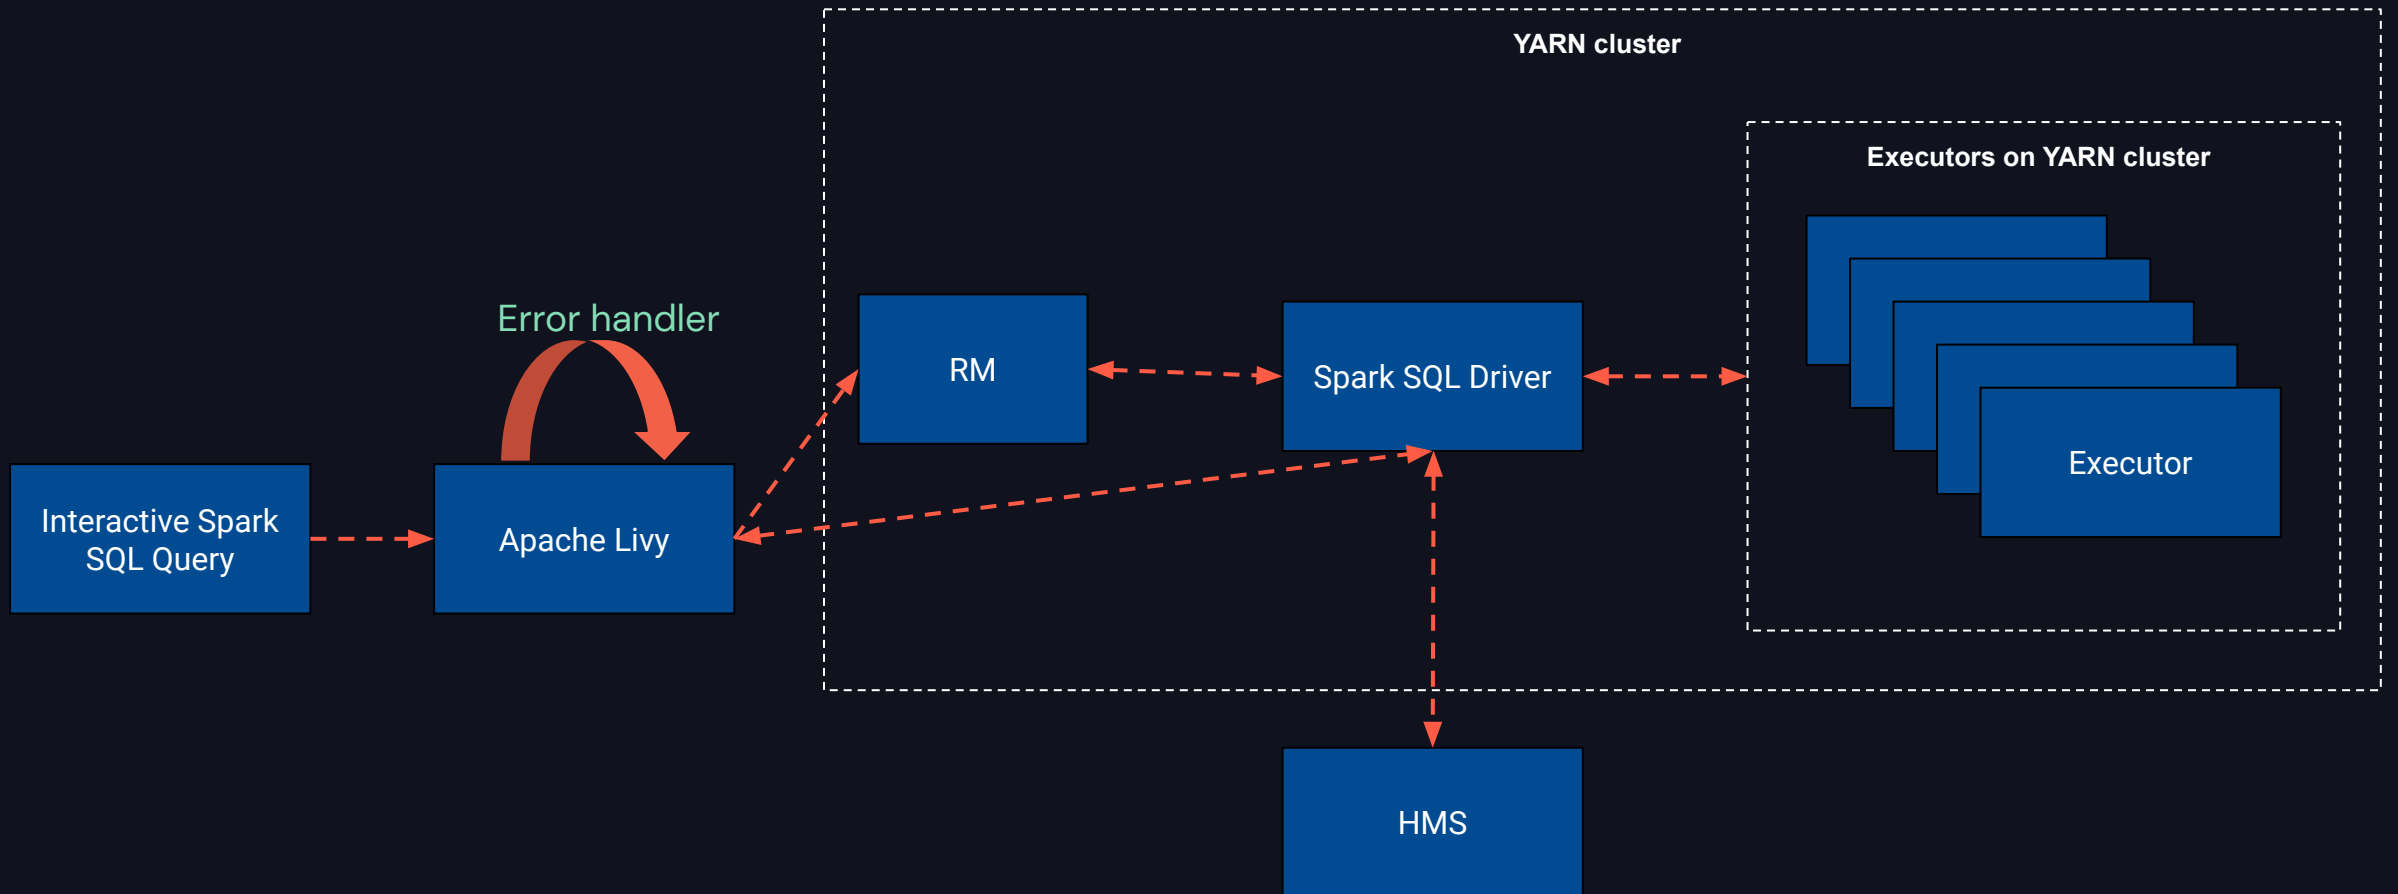 YARN cluster
Executors on YARN cluster
Error handler
RM
Spark SQL Driver
Executor
Interactive Spark
SQL Query
Apache Livy
HMS